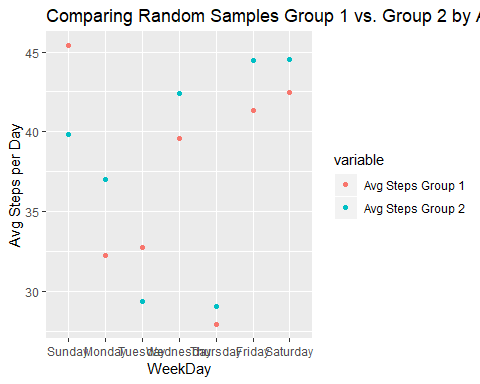 Comparing Random Samples Group 1 vs. Group 2 by A
45
40
35
30
Avg Steps per Day
Sunday Monday Tuesday Wednesday Thursday Friday Saturday
WeekDay
variable
Avg Steps Group 1
Avg Steps Group 2